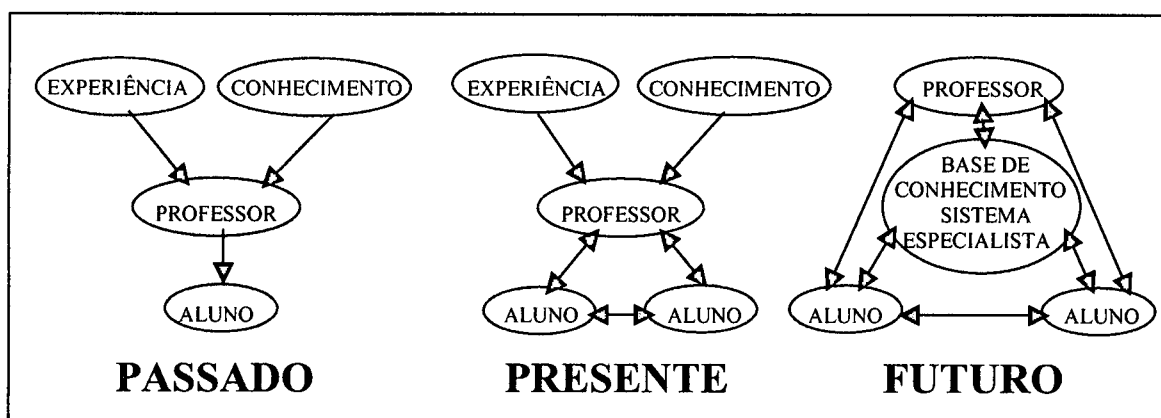 EXPERIÊNCIA
CONHECIMENTO
PROFESSOR
ALUNO
PASSADO
EXPERIÊNCIA
CONHECIMENTO
PROFESSOR
ALUNO
ALUNO
PRESENTE
PROFESSOR
BASE DE
CONHECIMENTO
SISTEMA
ESPECIALISTA
ALUNO
ALUNO
FUTURO